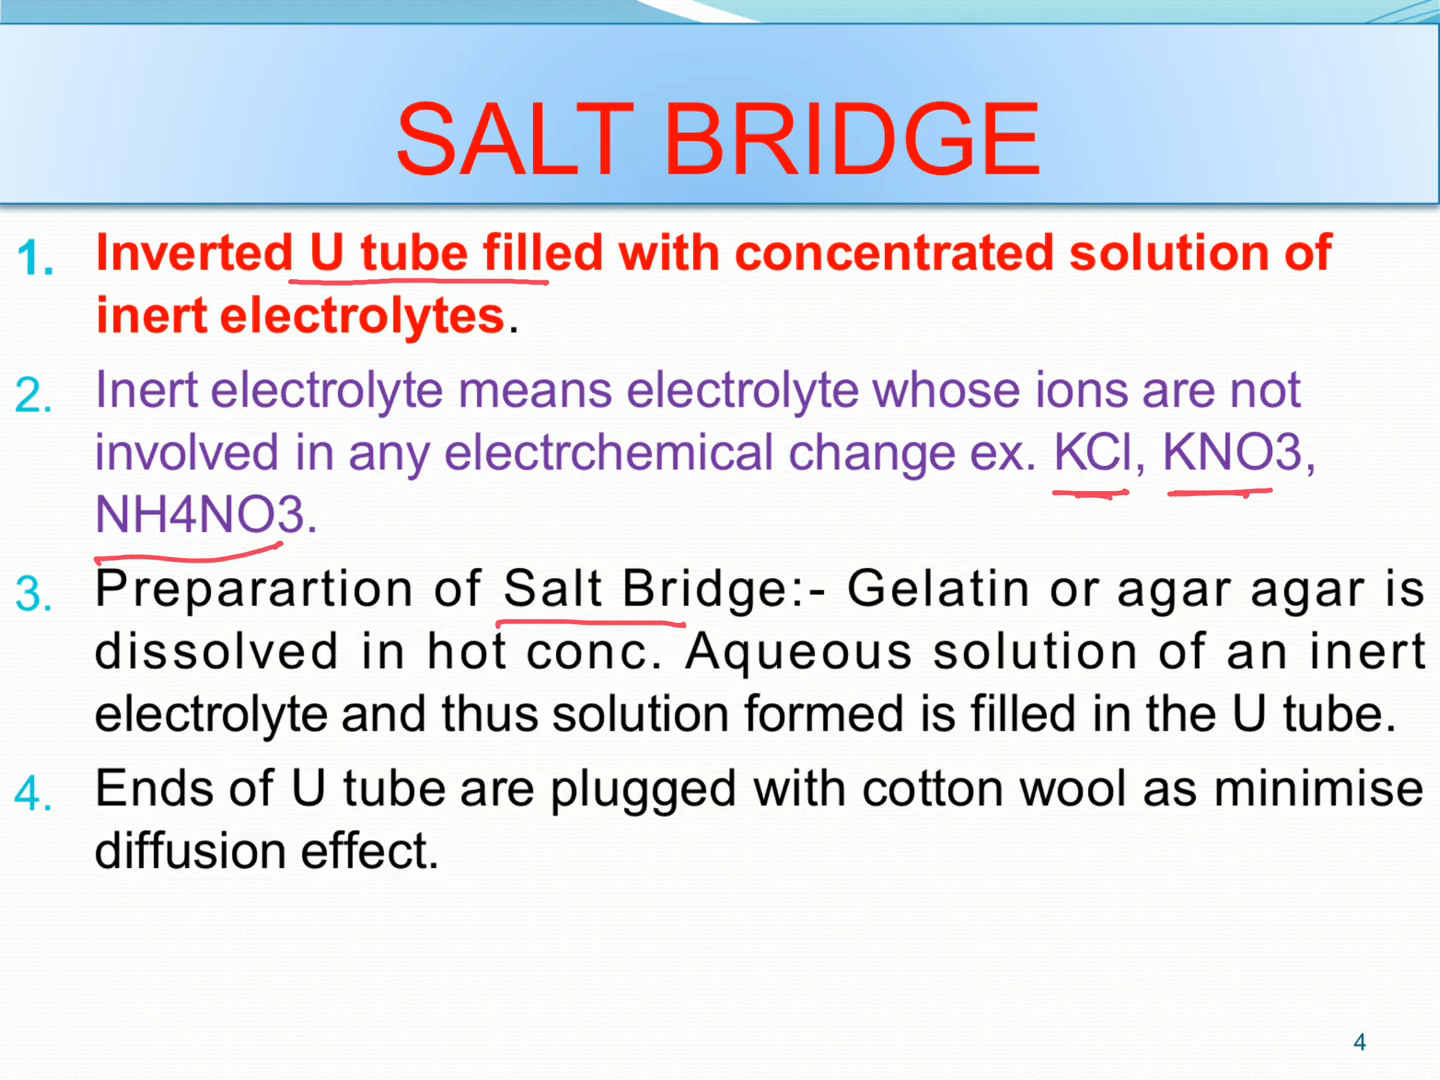 SALT BRIDGE
1. Inverted U tube filled with concentrated solution of
inert electrolytes.
2. Inert electrolyte means electrolyte whose ions are not
involved in any electrchemical change ex. KCl, KNO3,
NH4NO3.
3. Preparartion of Salt Bridge:- Gelatin or agar agar is
dissolved in hot conc. Aqueous solution of an inert
electrolyte and thus solution formed is filled in the U tube.
4. Ends of U tube are plugged with cotton wool as minimise
diffusion effect.
4